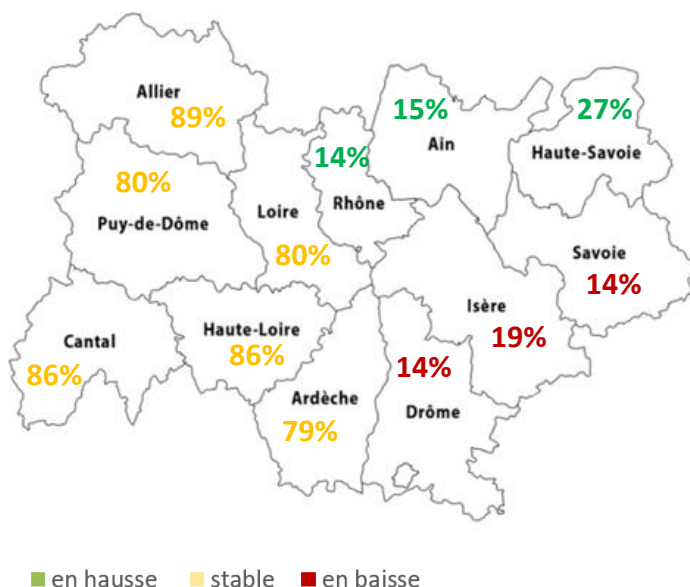 Allier
89%
15%
Ain
27%
Haute-Savoie
14%
Rhône
80%
Puy-de-Dôme
Loire
80%
Savoie
14%
Isère
19%
Cantal
86%
Haute-Loire
86%
Ardèche
79%
14%
Drôme
en hausse stable en baisse